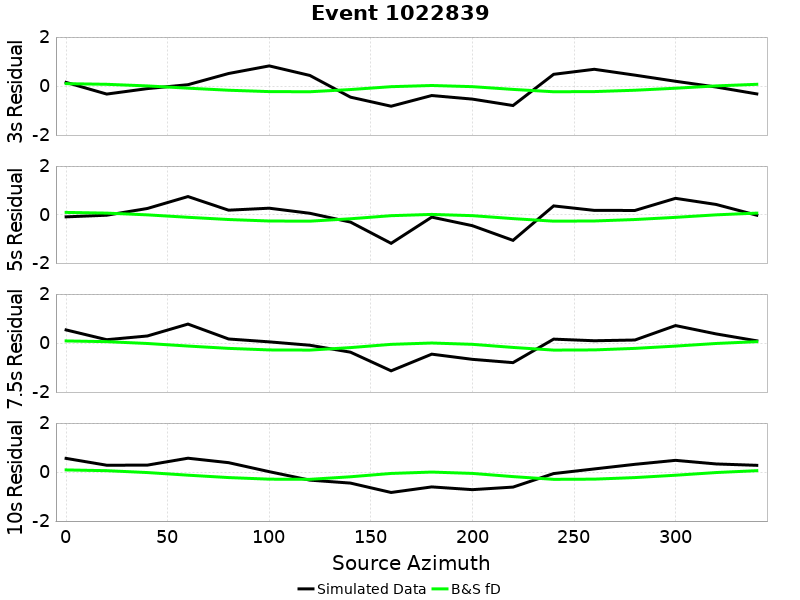 Event 1022839
3s Residual
2
0
-2
5s Residual
2
0
-2
7.5s Residual
2
0
-2
10s Residual
2
0
-2
0 50 100 150 200 250 300
Source Azimuth
Simulated Data B&S fD